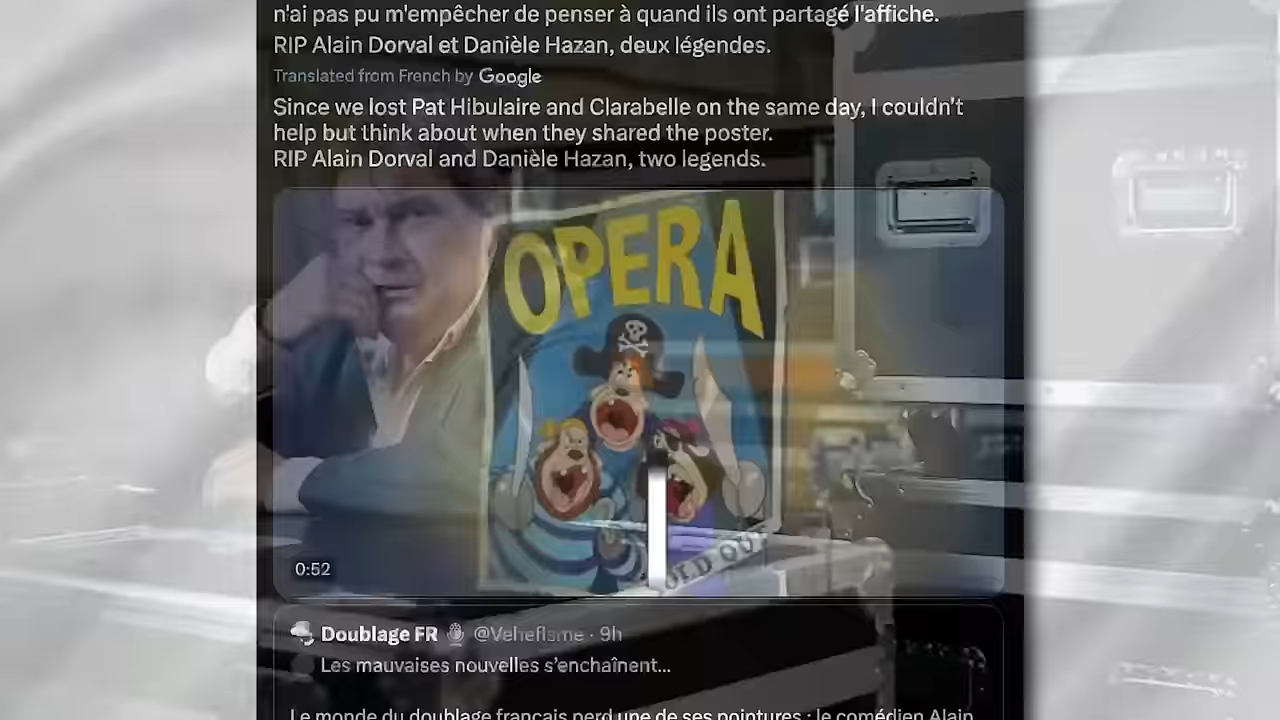 n'ai pas pu m'empêcher de penser à quand ils ont partagé l'affiche.
RIP Alain Dorval et Danièle Hazan, deux légendes.
Translated from French by Google
Since we lost Pat Hibulaire and Clarabelle on the same day, I couldn't
help but think about when they shared the poster.
RIP Alain Dorval and Danièle Hazan, two legends.
OPERA
OLD OUT
0:52
Doublage FR @Veheflsme · 9h
Les mauvaises nouvelles s'enchaînent...
Le monde du doublage français perd une de ses pointures : le comédien Alain